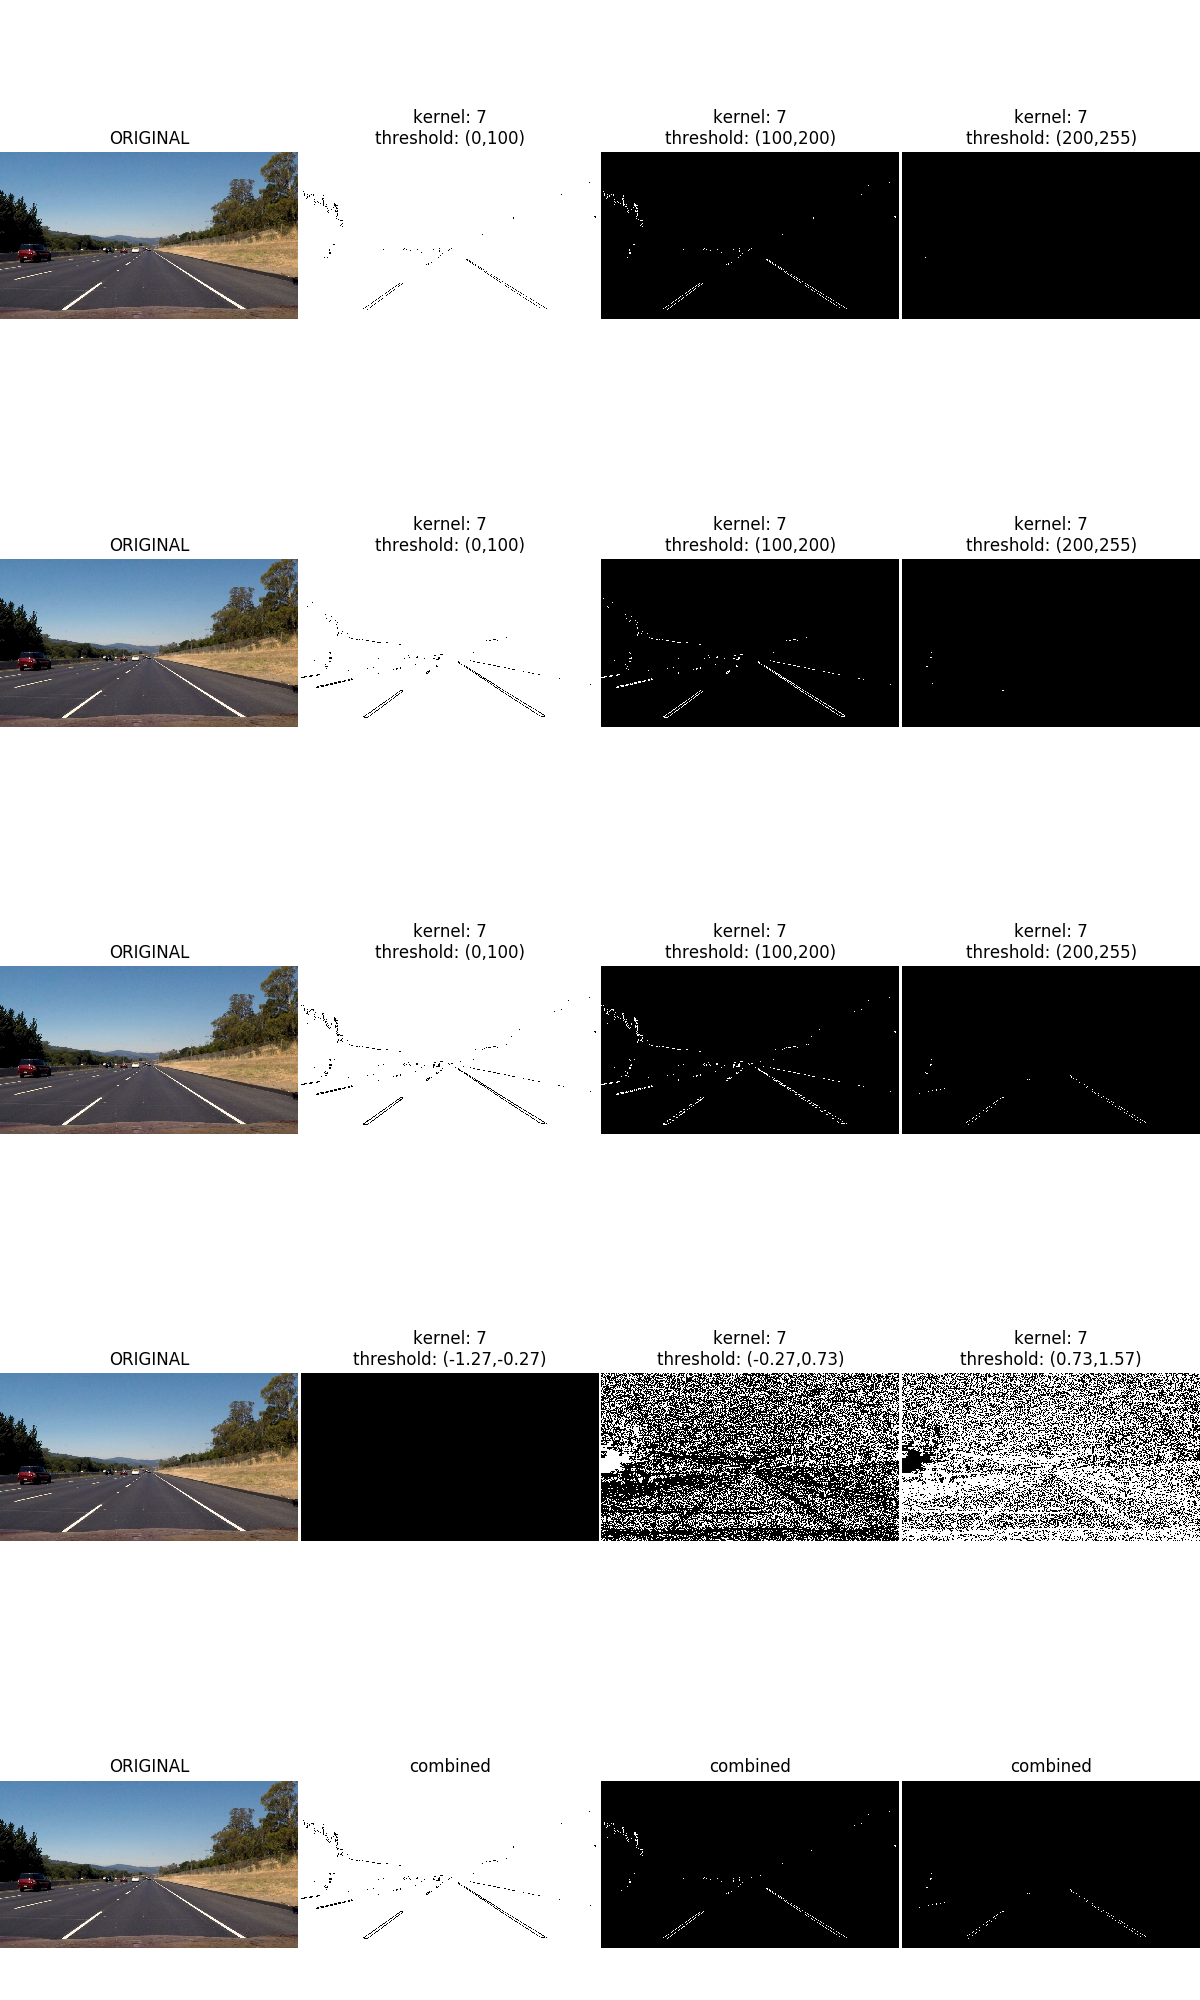 ORIGINAL
kernel: 7
threshold: (0,100)
kernel: 7
threshold: (100,200)
kernel: 7
threshold: (200,255)
ORIGINAL
kernel: 7
threshold: (0,100)
kernel: 7
threshold: (100,200)
kernel: 7
threshold: (200,255)
ORIGINAL
kernel: 7
threshold: (0,100)
kernel: 7
threshold: (100,200)
kernel: 7
threshold: (200,255)
ORIGINAL
kernel: 7
threshold: (-1.27,-0.27)
kernel: 7
threshold: (-0.27,0.73)
kernel: 7
threshold: (0.73,1.57)
ORIGINAL
combined
combined
combined